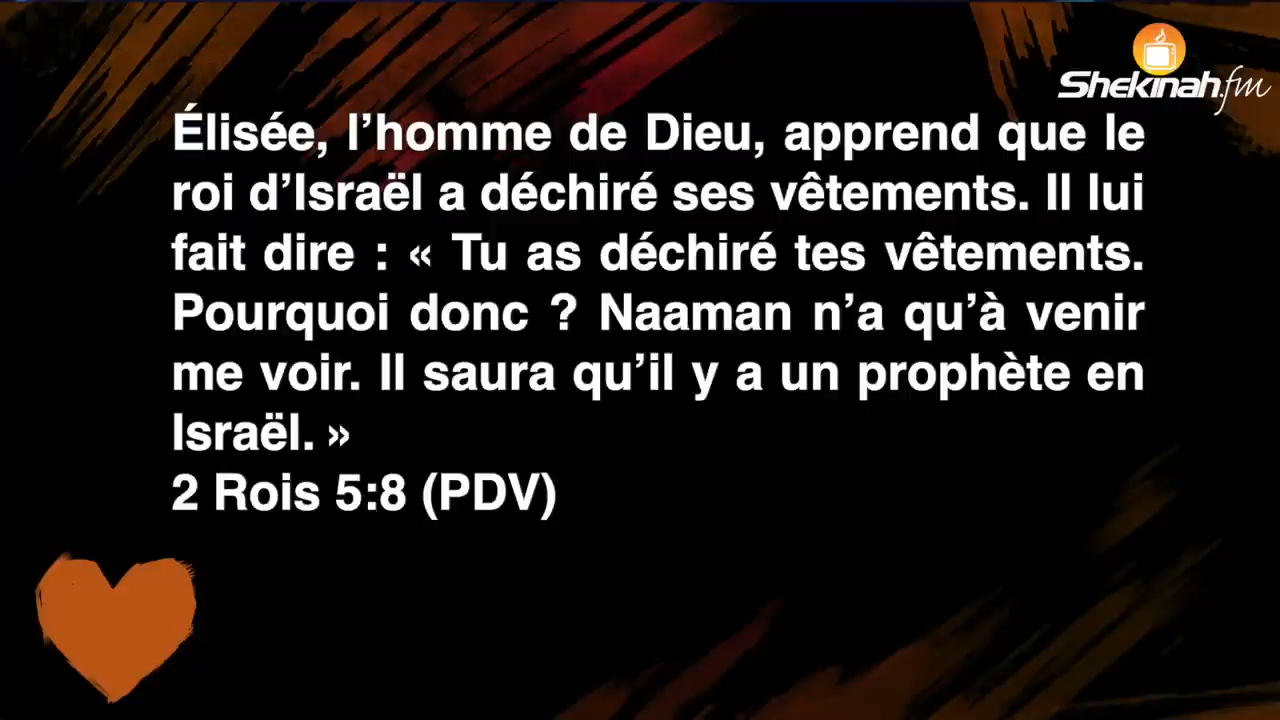 Shekinah.fm
Élisée, l’homme de Dieu, apprend que le
roi d’Israël a déchiré ses vêtements. Il lui
fait dire : « Tu as déchiré tes vêtements.
Pourquoi donc ? Naaman n’a qu’à venir
me voir. Il saura qu’il y a un prophète en
Israël. »
2 Rois 5:8 (PDV)